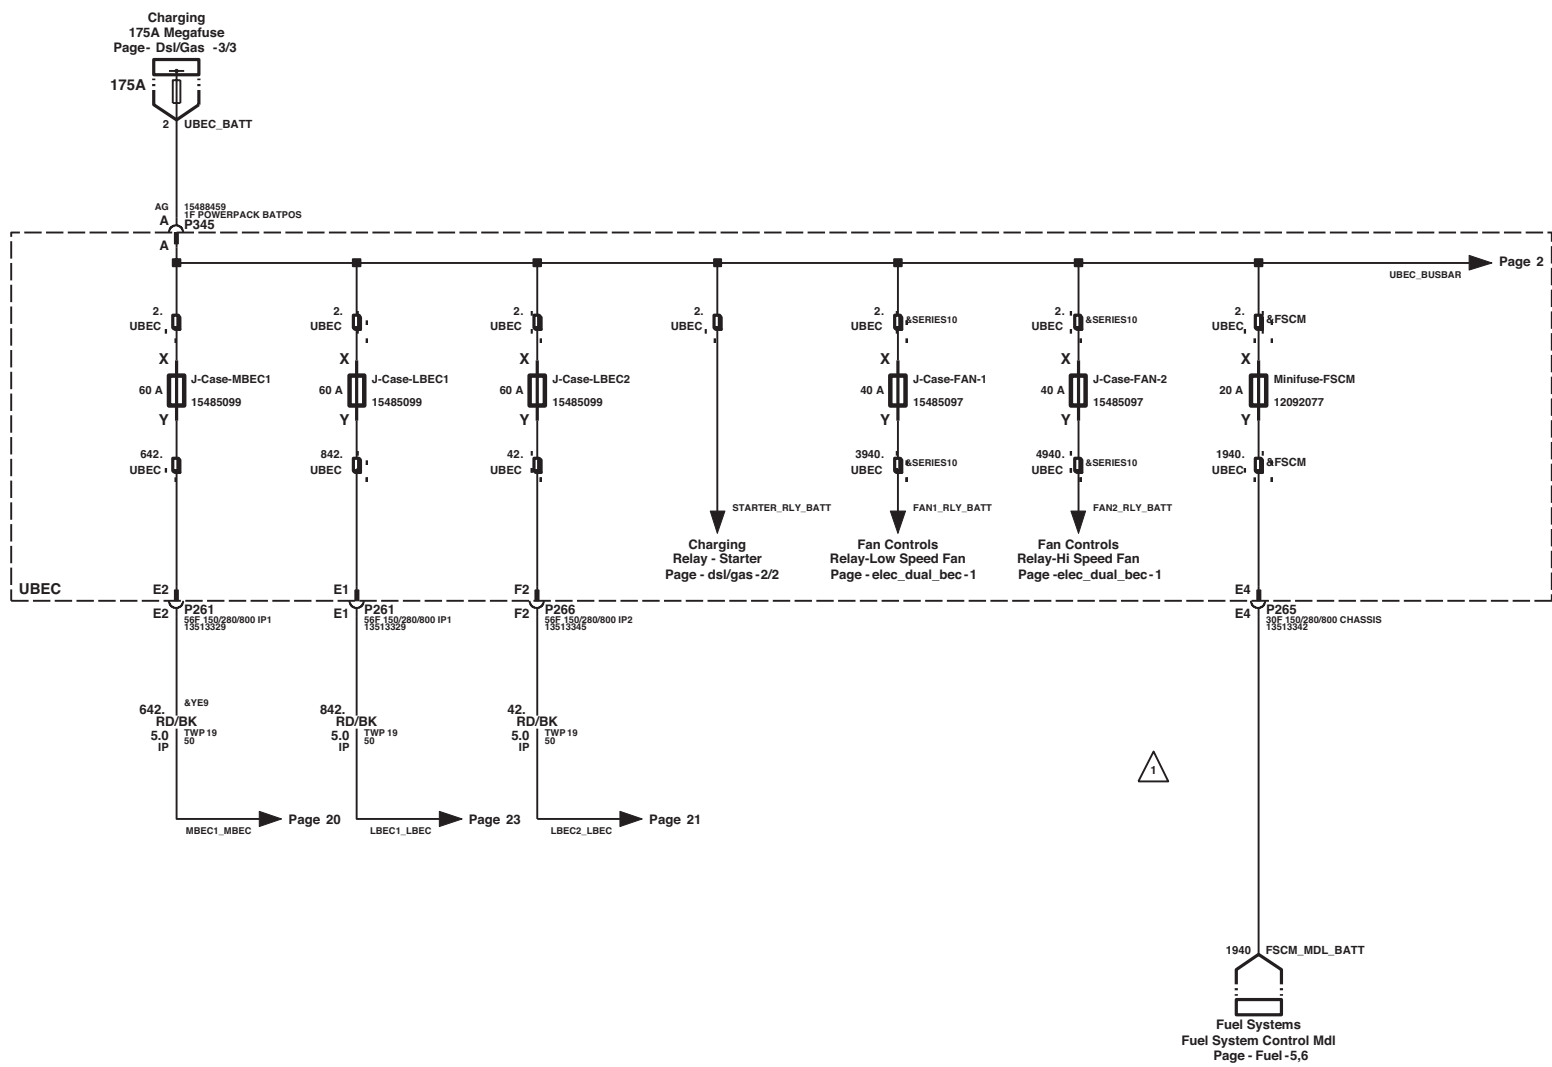 Charging
175A Megafuse
Page- Dsl/Gas -3/3
175A
2 UBEC_BATT
AG 15488459
1F POWERPACK BATPOS
A P345
A
UBEC_BUSBAR
Page 2
2.
UBEC
2.
UBEC
2.
UBEC
2.
UBEC
2.
UBEC &SERIES10
2.
UBEC &SERIES10
2.
UBEC &FSCM
X
60 A J-Case-MBEC1
15485099
Y
X
60 A J-Case-LBEC1
15485099
Y
X
60 A J-Case-LBEC2
15485099
Y
X
40 A J-Case-FAN-1
15485097
Y
X
40 A J-Case-FAN-2
15485097
Y
X
20 A Minifuse-FSCM
12092077
Y
642.
UBEC
842.
UBEC
42.
UBEC
3940.
UBEC &SERIES10
4940.
UBEC &SERIES10
1940.
UBEC &FSCM
STARTER_RLY_BATT
Charging
Relay - Starter
Page - dsl/gas -2/2
FAN1_RLY_BATT
Fan Controls
Relay-Low Speed Fan
Page - elec_dual_bec - 1
FAN2_RLY_BATT
Fan Controls
Relay-Hi Speed Fan
Page -elec_dual_bec - 1
UBEC
E2
E2 P261
56F 150/280/800 IP1
13513329
E1
E1 P261
56F 150/280/800 IP1
13513329
F2
F2 P266
56F 150/280/800 IP2
13513345
E4
E4 P265
30F 150/280/800 CHASSIS
13513342
642. &YE9
RD/BK
5.0 TWP 19
IP 50
842.
RD/BK
5.0 TWP 19
IP 50
42.
RD/BK
5.0 TWP 19
IP 50
1
MBEC1_MBEC
Page 20
LBEC1_LBEC
Page 23
LBEC2_LBEC
Page 21
1940 FSCM_MDL_BATT
Fuel Systems
Fuel System Control Mdl
Page - Fuel -5,6